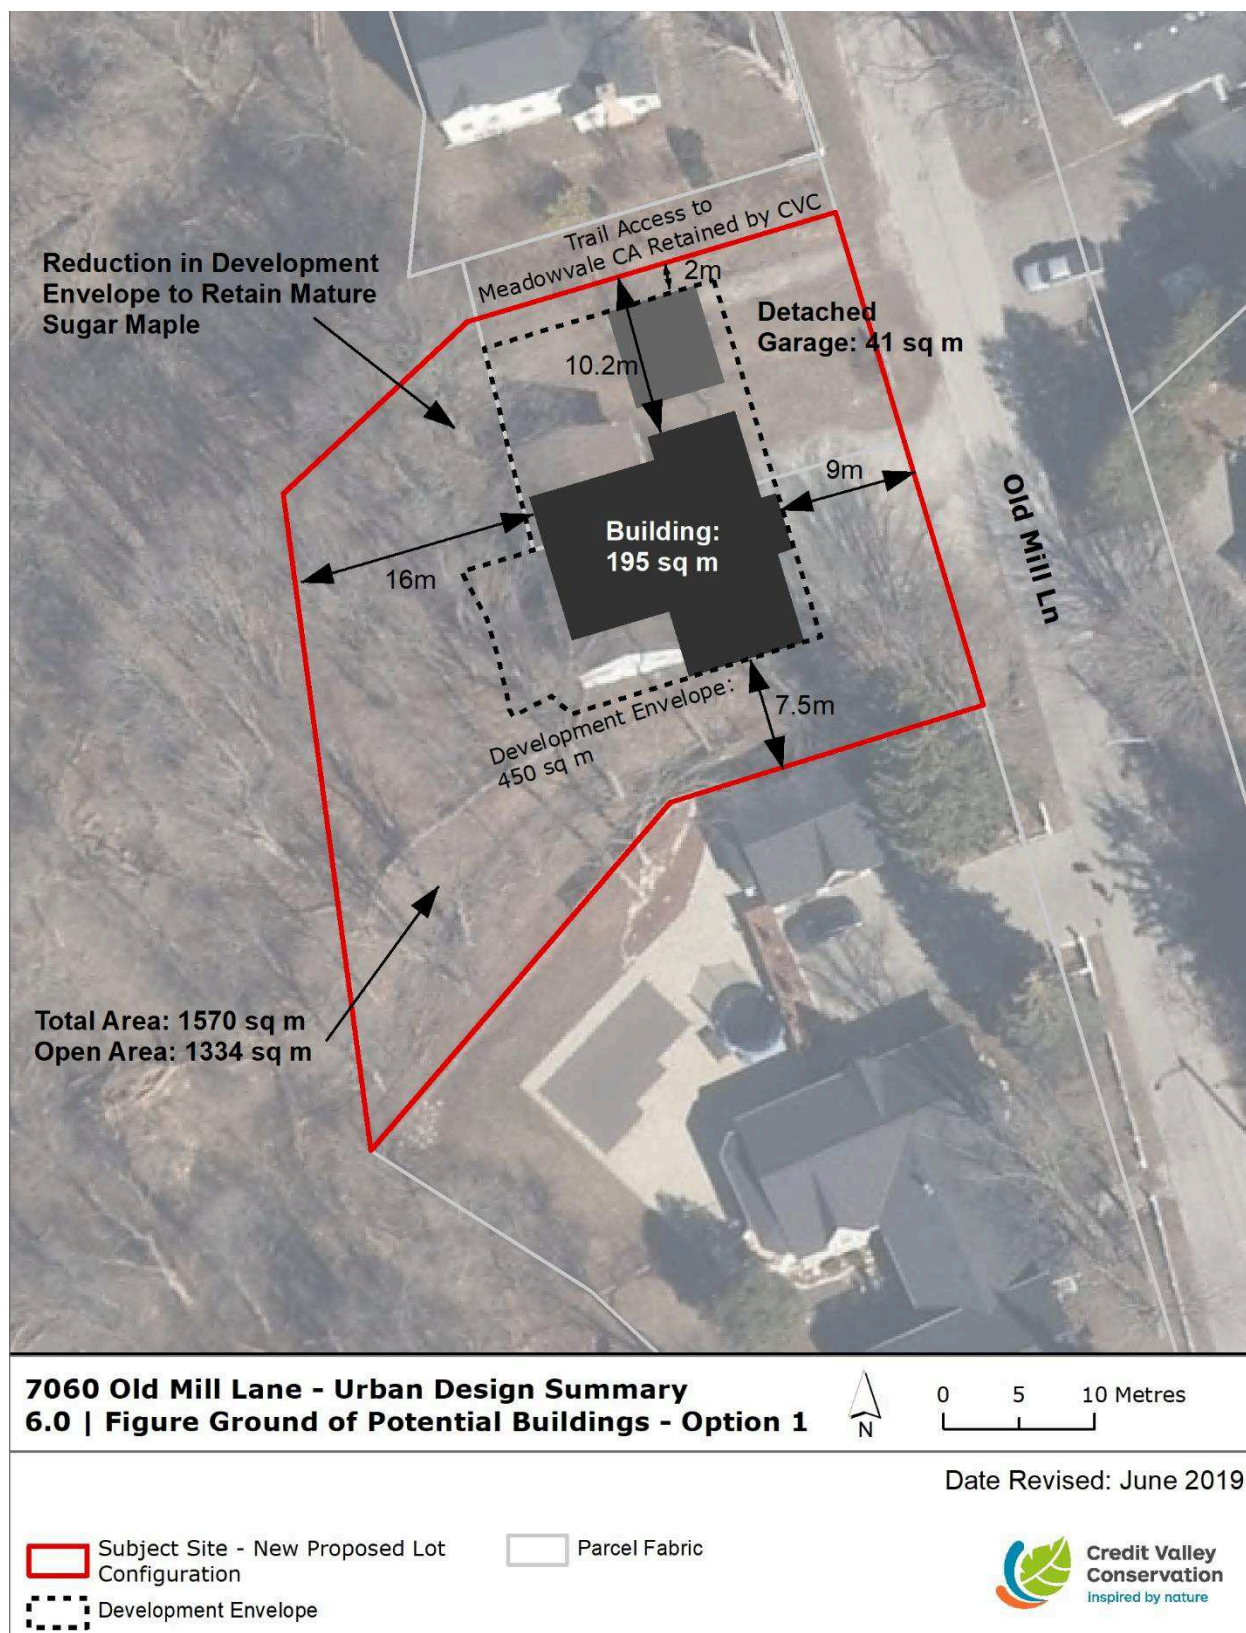 Trail Access to
Meadowvale CA Retained by CVC
Reduction in Development
Envelope to Retain Mature
Sugar Maple
2m
Detached
Garage: 41 sq m
10.2m
9m
Old Mill Ln
Building:
195 sq m
16m
Development Envelope:
450 sq m
7.5m
Total Area: 1570 sq m
Open Area: 1334 sq m
7060 Old Mill Lane - Urban Design Summary
6.0 | Figure Ground of Potential Buildings - Option 1
N
0 5 10 Metres
Date Revised: June 2019
Subject Site - New Proposed Lot
Configuration
Parcel Fabric
Development Envelope
Credit Valley
Conservation
inspired by nature